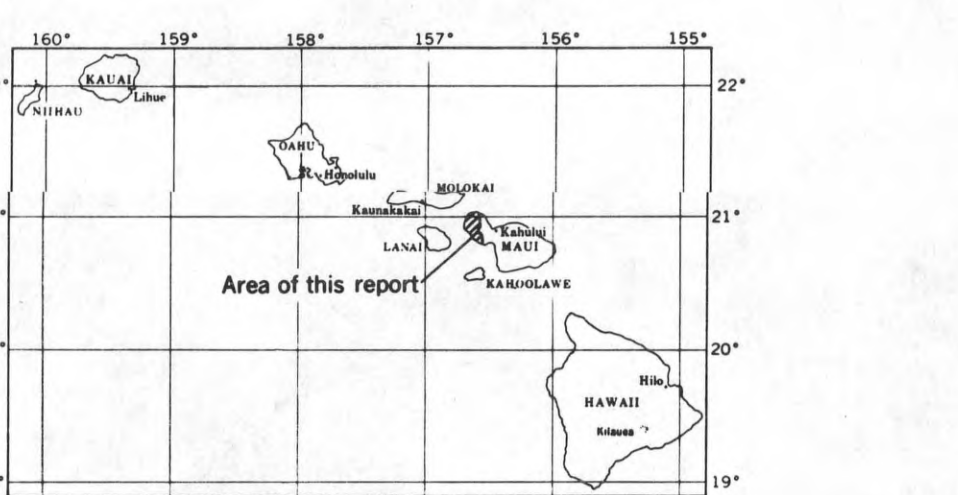 160° 159° 158° 157° 156° 155°
KAUAI
° 22°
Lihue
NIIHAU
OAHU
Honolulu
MOLOKAI
Kaunakakai
° 21°
Kahului
LANAI MAUI
Area of this report
KAHOOLAWE
° 20°
Hilo
HAWAII
Kilauea
° 19°